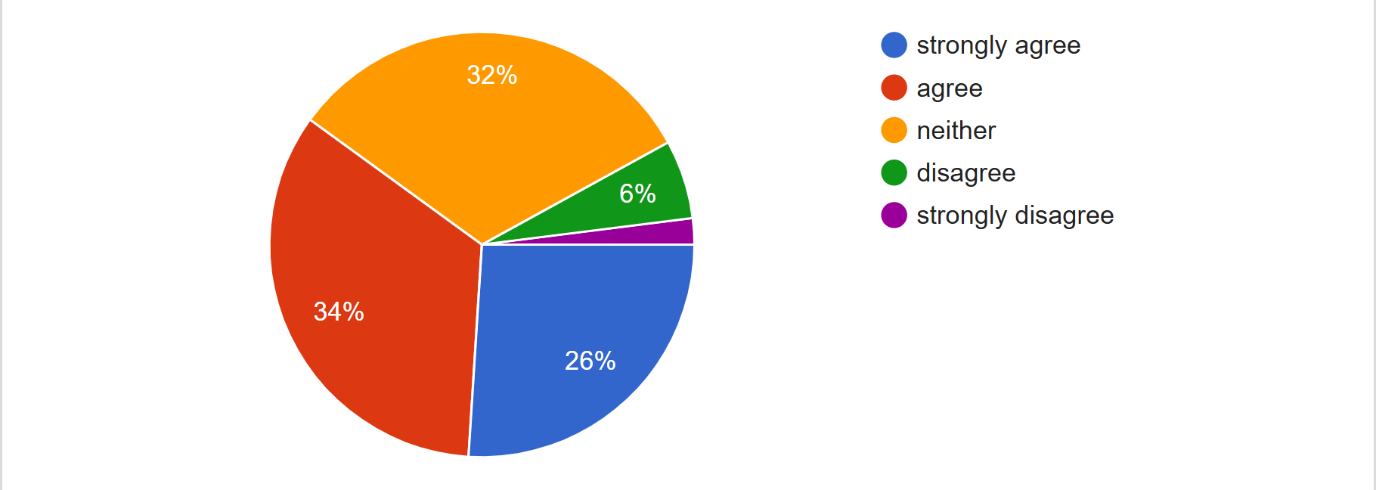 32%
6%
34%
26%
strongly agree
agree
neither
disagree
strongly disagree